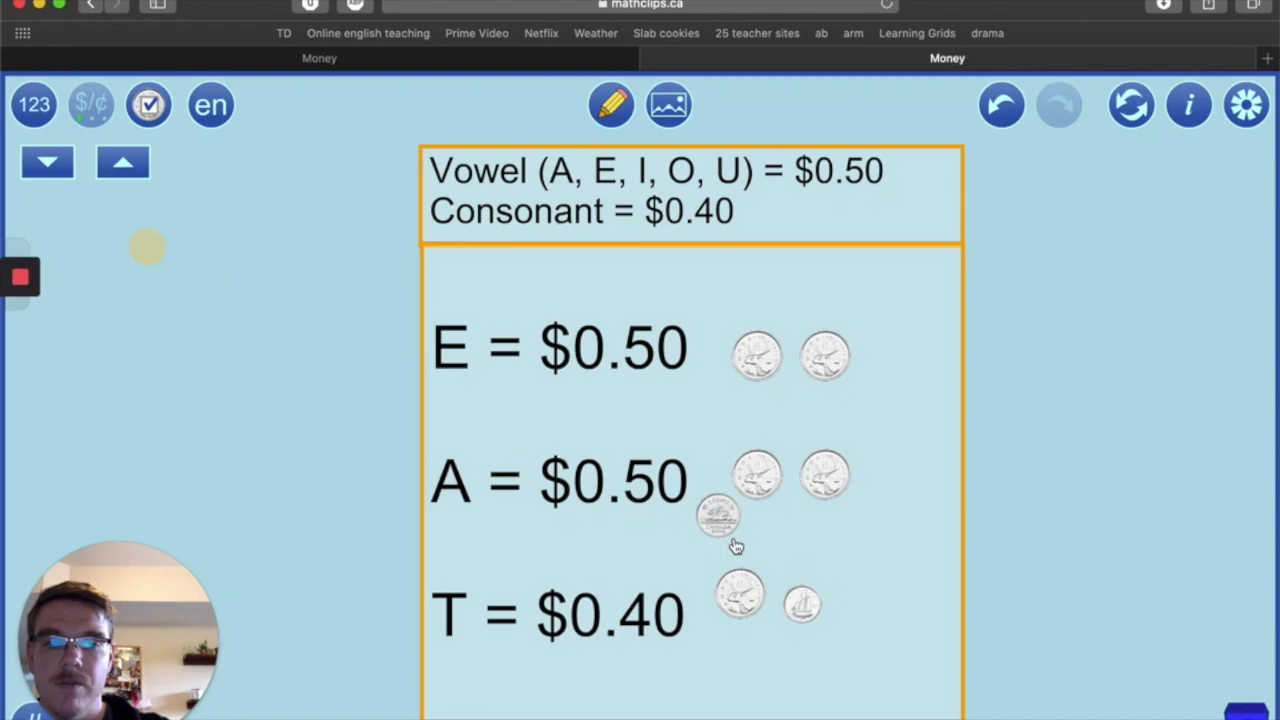 mathclips.ca
TD Online english teaching Prime Video Netflix Weather Slab cookies 25 teacher sites ab arm Learning Grids drama
Money Money
123 $/¢ en i
Vowel (A, E, I, O, U) = $0.50
Consonant = $0.40
E = $0.50
A = $0.50
T = $0.40